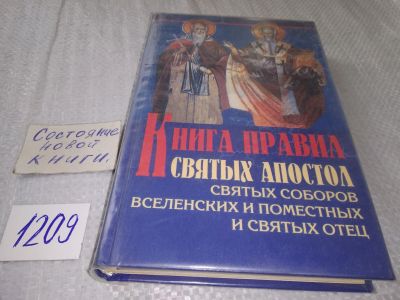 Состояние
новой
книги.
1209
Книга правил
святых апостол
святых соборов
вселенских и поместных
и святых отец